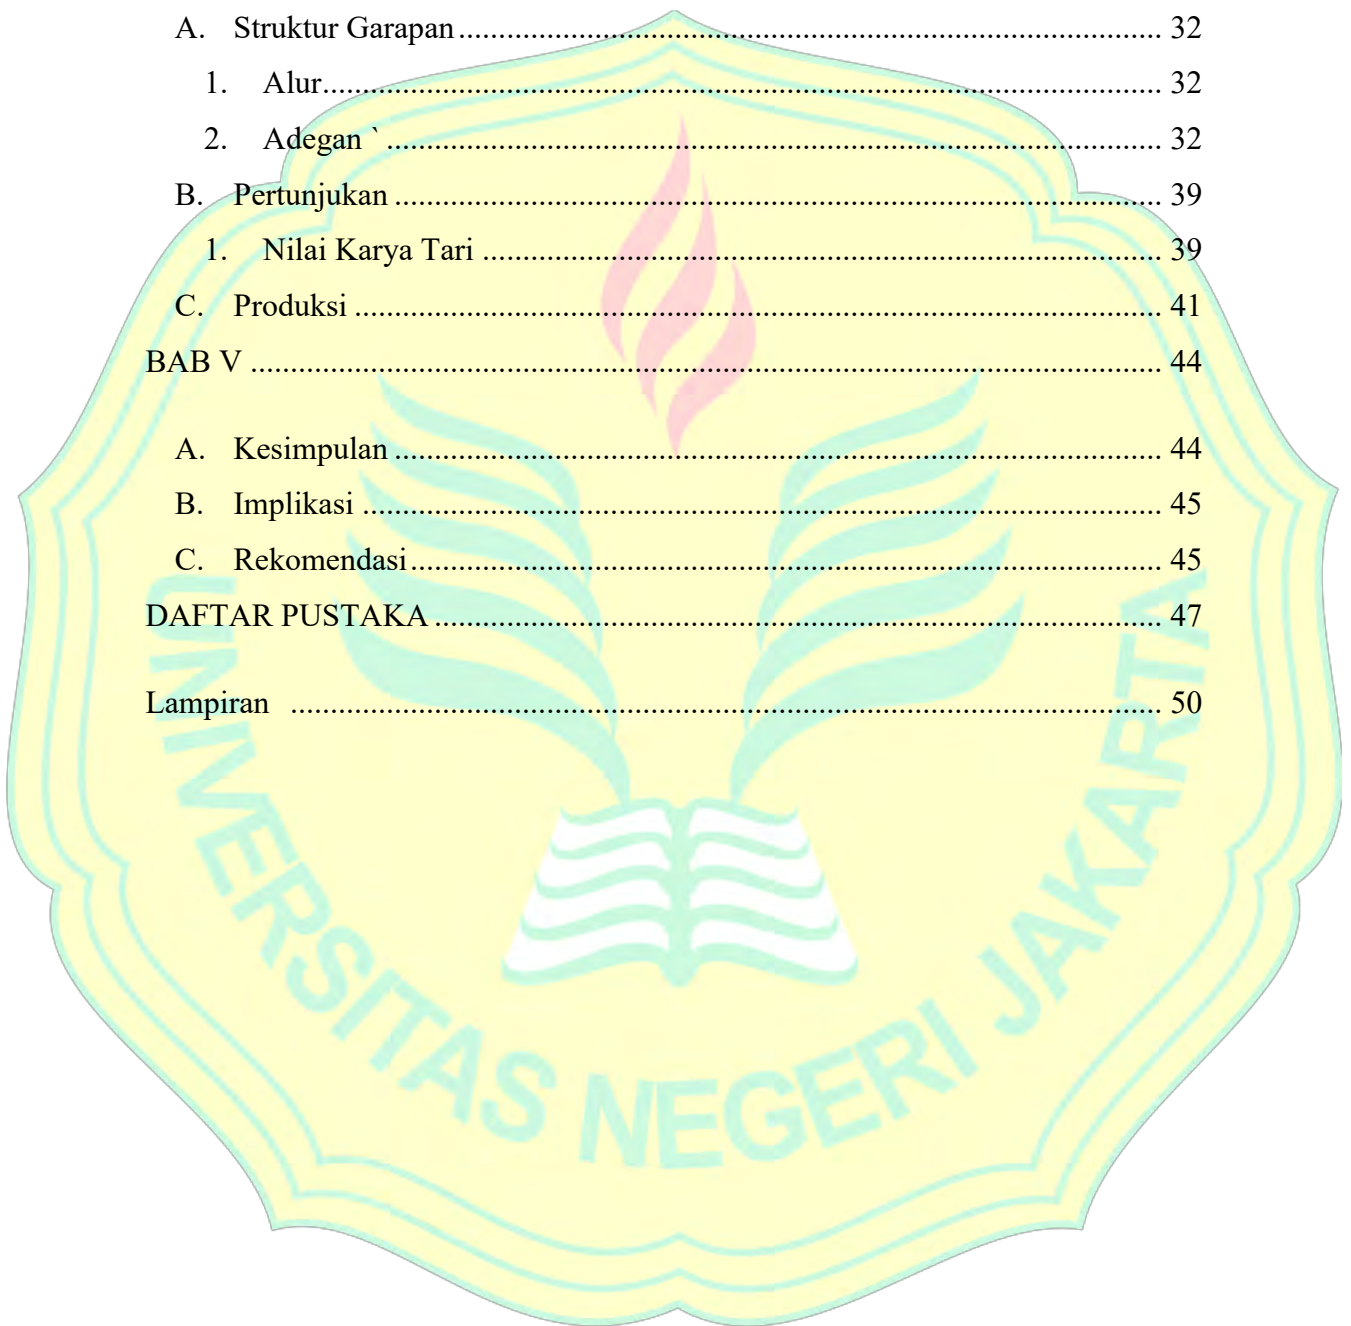 A. Struktur Garapan........................................................................................ 32
1. Alur......................................................................................................... 32
2. Adegan ` ................................................................................................. 32
B. Pertunjukan ................................................................................................ 39
1. Nilai Karya Tari ..................................................................................... 39
C. Produksi ..................................................................................................... 41
BAB V .................................................................................................................. 44
A. Kesimpulan ................................................................................................ 44
B. Implikasi .................................................................................................... 45
C. Rekomendasi.............................................................................................. 45
DAFTAR PUSTAKA ........................................................................................... 47
Lampiran ............................................................................................................. 50
UNIVERSITAS NEGERI JAKARTA